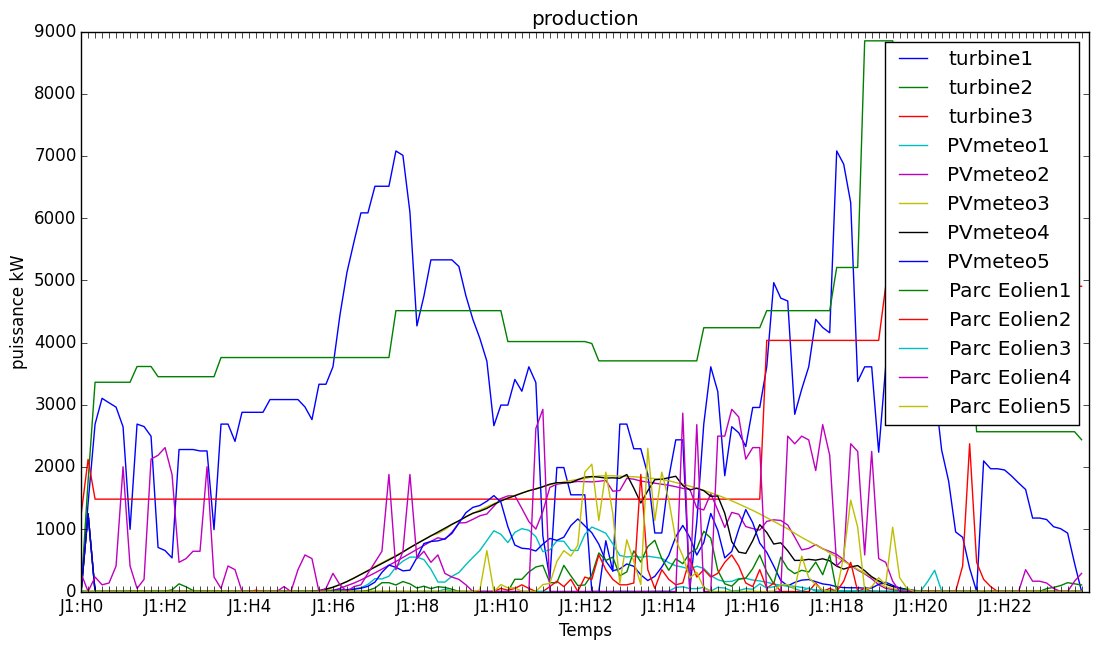 production
9000
8000
7000
6000
5000
4000
3000
2000
1000
0
puissance kW
J1:H0 J1:H2 J1:H4 J1:H6 J1:H8 J1:H10 J1:H12 J1:H14 J1:H16 J1:H18 J1:H20 J1:H22
Temps
turbine1
turbine2
turbine3
PVmeteo1
PVmeteo2
PVmeteo3
PVmeteo4
PVmeteo5
Parc Eolien1
Parc Eolien2
Parc Eolien3
Parc Eolien4
Parc Eolien5